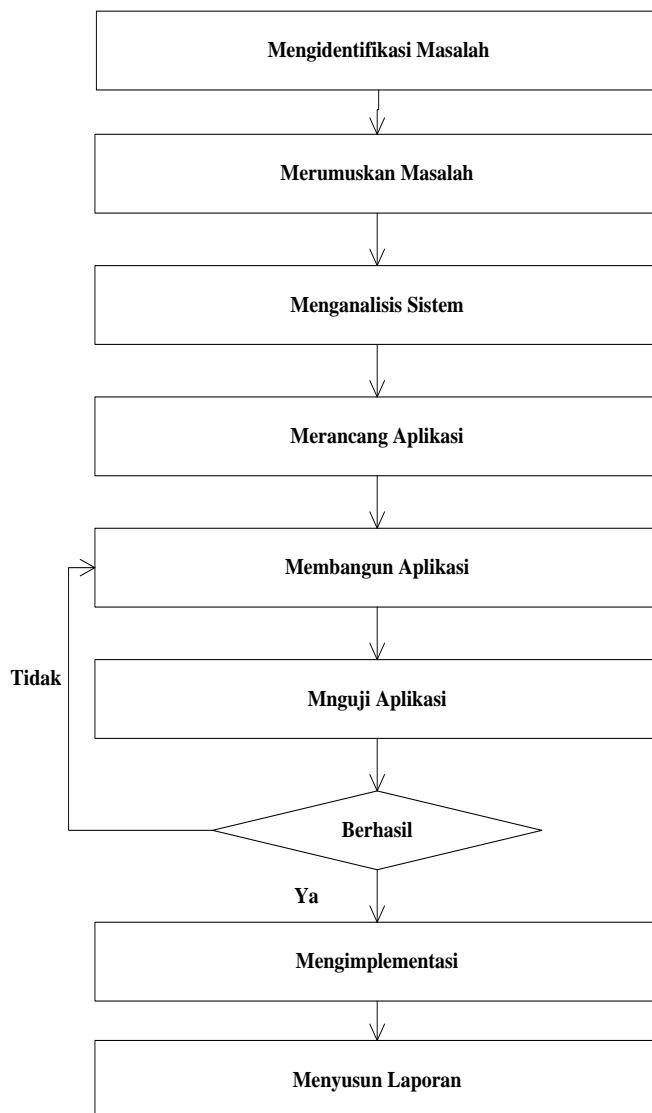 Mengidentifikasi Masalah
Merumuskan Masalah
Menganalisis Sistem
Merancang Aplikasi
Membangun Aplikasi
Tidak
Mnguji Aplikasi
Berhasil
Ya
Mengimplementasi
Menyusun Laporan